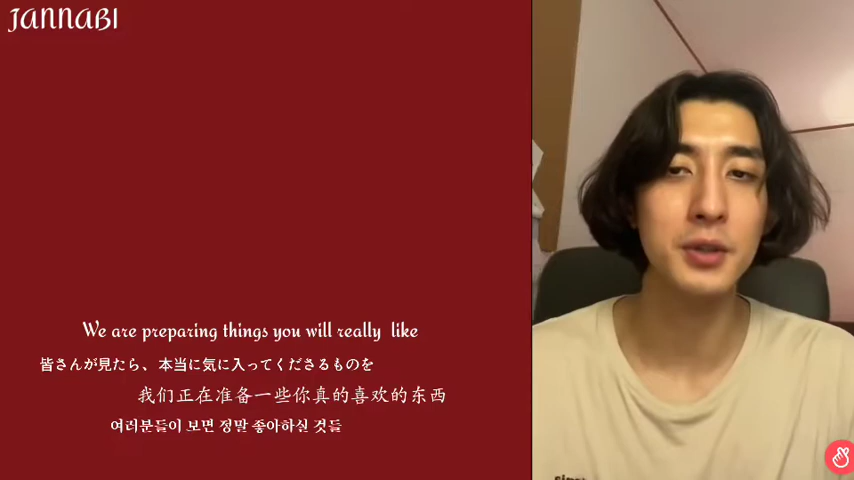 JANNABI
We are preparing things you will really like
皆さんが見たら、本当に気に入ってくださるものを
我们正在准备一些你真的喜欢的东西
여러분들이 보면 정말 좋아하실 것들